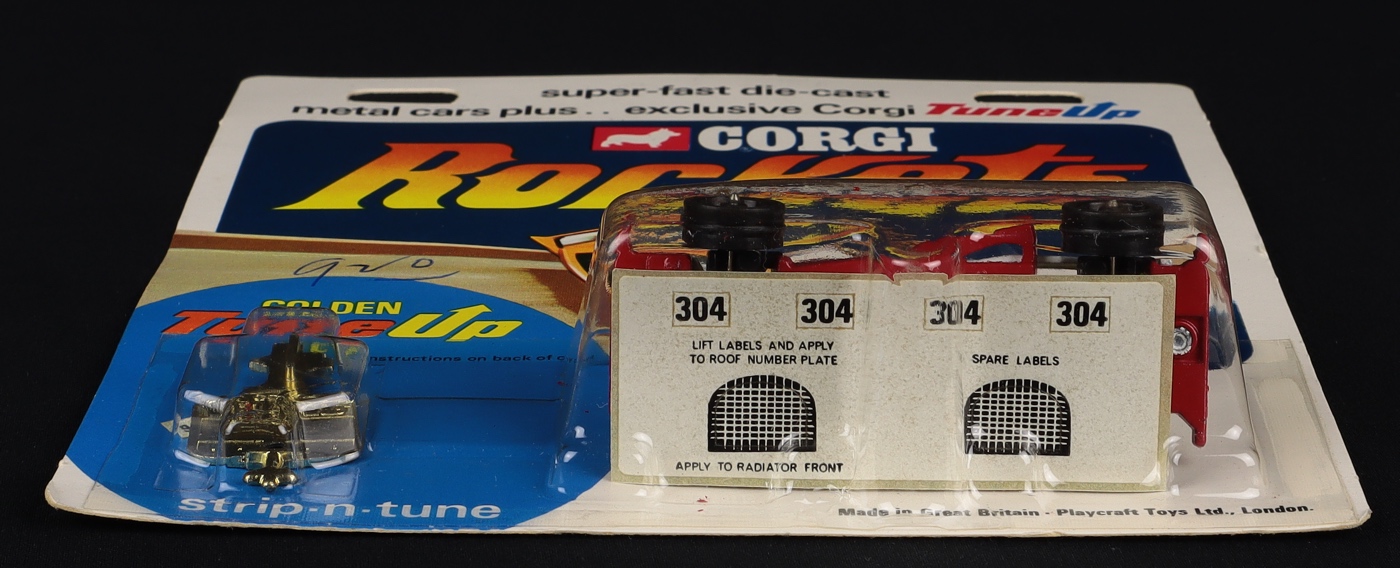 super-fast die-cast
metal cars plus.. exclusive Corgi TuneUp
CORGI
Rockets
GOLDEN
TuneUp
instructions on back of
strip-n-tune
304 304 304 304
LIFT LABELS AND APPLY
TO ROOF NUMBER PLATE
SPARE LABELS
APPLY TO RADIATOR FRONT
Made in Great Britain - Playcraft Toys Ltd., London.